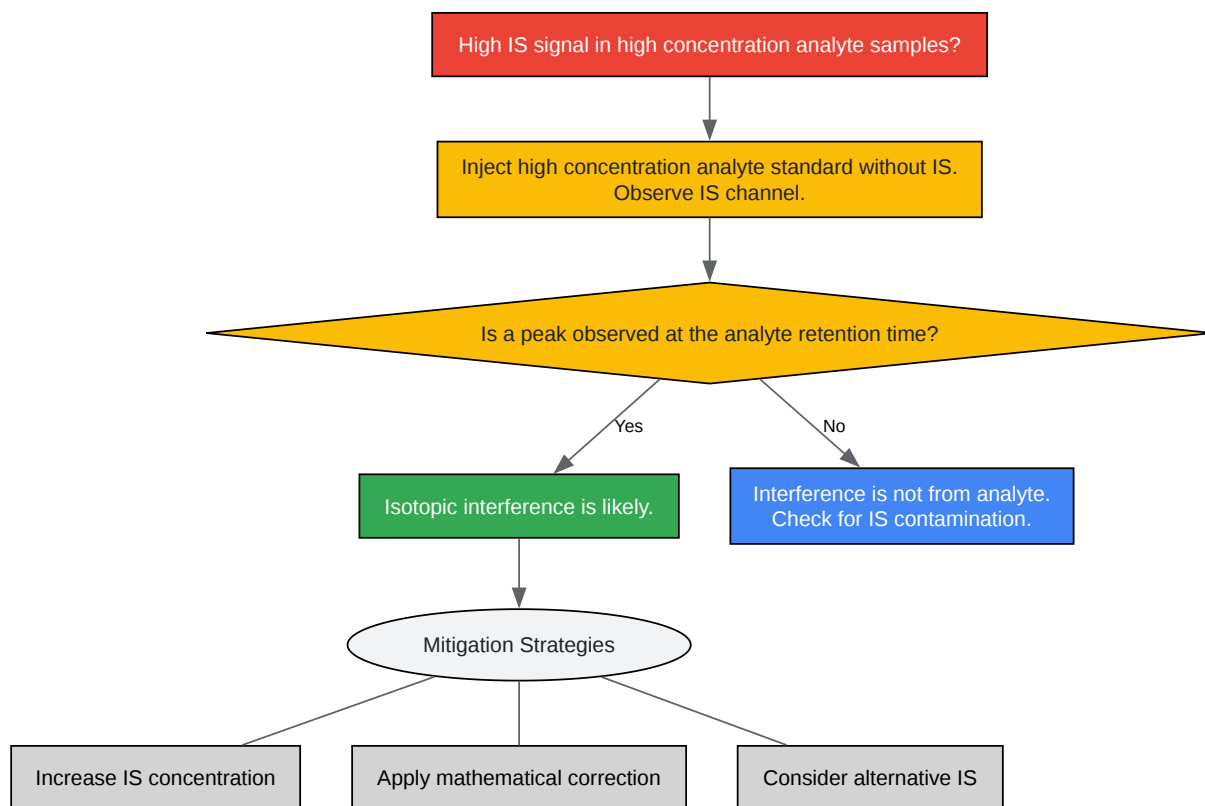 High IS signal in high concentration analyte samples?
Inject high concentration analyte standard without IS.
Observe IS channel.
Is a peak observed at the analyte retention time?
Yes
No
Isotopic interference is likely.
Interference is not from analyte.
Check for IS contamination.
Mitigation Strategies
Increase IS concentration
Apply mathematical correction
Consider alternative IS